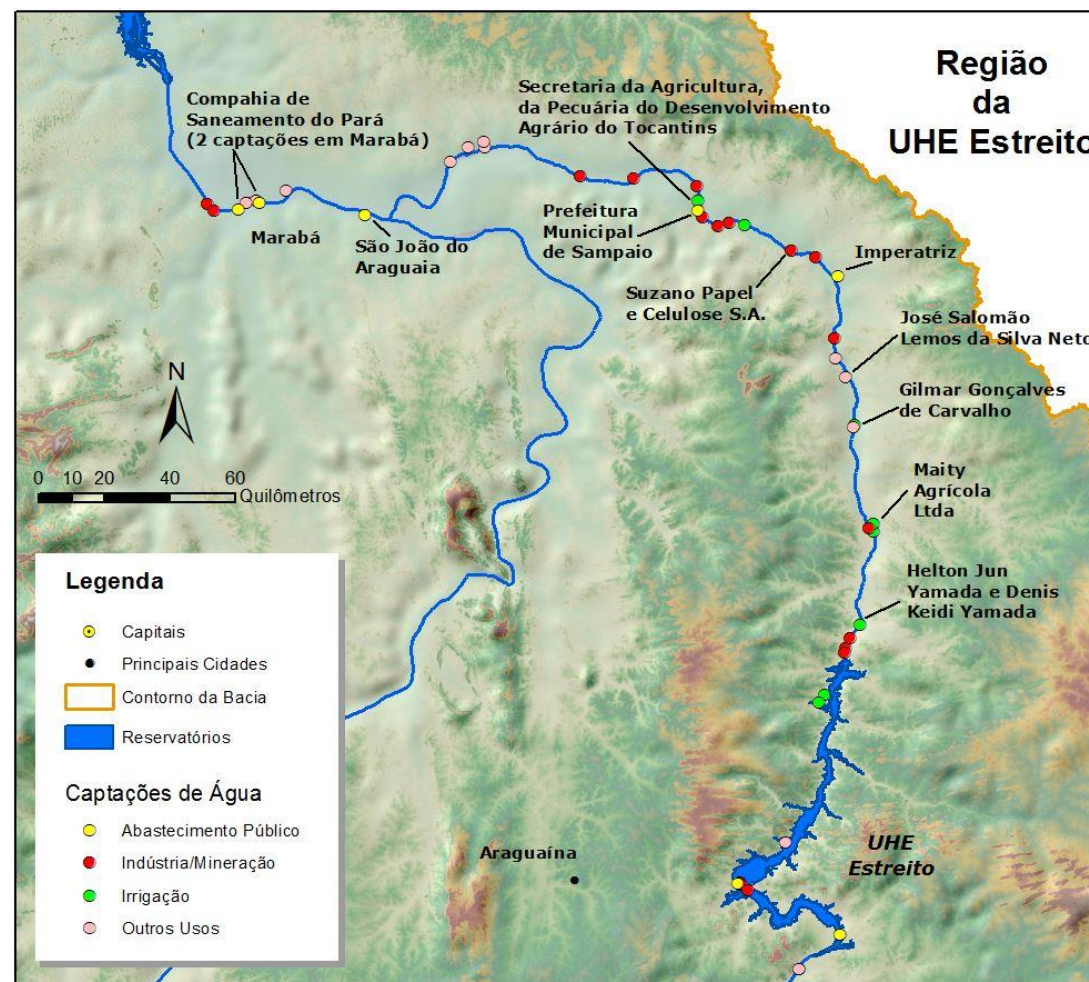 Região
da
UHE Estreito
Compahia de
Saneamento do Pará
(2 captações em Marabá)
Secretaria da Agricultura,
da Pecuária do Desenvolvimento
Agrário do Tocantins
Marabá
São João do
Araguaia
Prefeitura
Municipal
de Sampaio
Imperatriz
Suzano Papel
e Celulose S.A.
José Salomão
Lemos da Silva Neto
Gilmar Gonçalves
de Carvalho
N
0 10 20 40 60
Quilômetros
Maity
Agrícola
Ltda
Helton Jun
Yamada e Denis
Keidi Yamada
Legenda
Capitais
Principais Cidades
Contorno da Bacia
Reservatórios
Captações de Água
Abastecimento Público
Indústria/Mineração
Irrigação
Outros Usos
Araguaína
UHE
Estreito